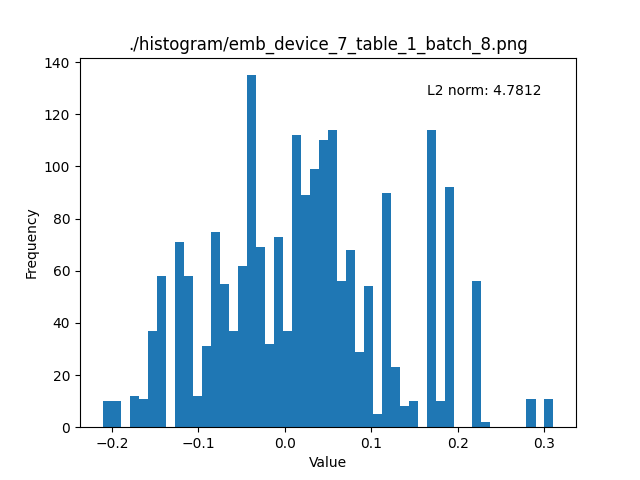 ./histogram/emb_device_7_table_1_batch_8.png
L2 norm: 4.7812
140
120
100
80
60
40
20
0
Frequency
−0.2 −0.1 0.0 0.1 0.2 0.3
Value